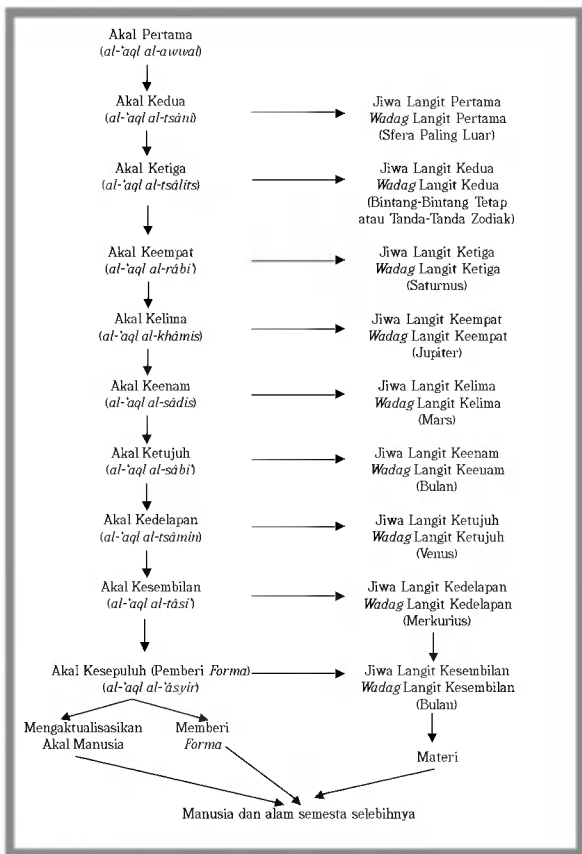 Akal Pertama
(al-'aql al-awwal)
Akal Kedua
(al-'aql al-tsânî)
Jiwa Langit Pertama
Wadag Langit Pertama
(Sfera Paling Luar)
Akal Ketiga
(al-'aql al-tsâlits)
Jiwa Langit Kedua
Wadag Langit Kedua
(Bintang-Bintang Tetap
atau Tanda-Tanda Zodiak)
Akal Keempat
(al-'aql al-râbi')
Jiwa Langit Ketiga
Wadag Langit Ketiga
(Saturnus)
Akal Kelima
(al-'aql al-khâmis)
Jiwa Langit Keempat
Wadag Langit Keempat
(Jupiter)
Akal Keenam
(al-'aql al-sâdis)
Jiwa Langit Kelima
Wadag Langit Kelima
(Mars)
Akal Ketujuh
(al-'aql al-sâbi')
Jiwa Langit Keenam
Wadag Langit Keeuam
(Bulan)
Akal Kedelapan
(al-'aql al-tsâmin)
Jiwa Langit Ketujuh
Wadag Langit Ketujuh
(Venus)
Akal Kesembilan
(al-'aql al-tâsi')
Jiwa Langit Kedelapan
Wadag Langit Kedelapan
(Merkurius)
Akal Kesepuluh (Pemberi Forma)
(al-'aql al-'âsyir)
Jiwa Langit Kesembilan
Wadag Langit Kesembilan
(Bulan)
Mengaktualisasikan
Akal Manusia
Memberi
Forma
Materi
Manusia dan alam semesta selebihnya